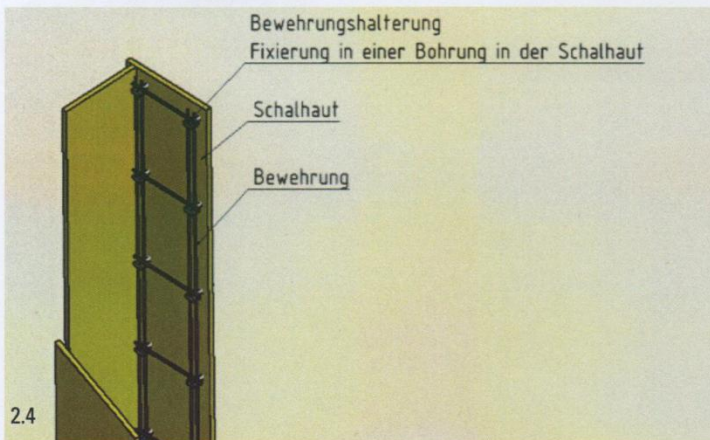 Bewehrungshalterung
Fixierung in einer Bohrung in der Schalhaut
Schalhaut
Bewehrung
2.4